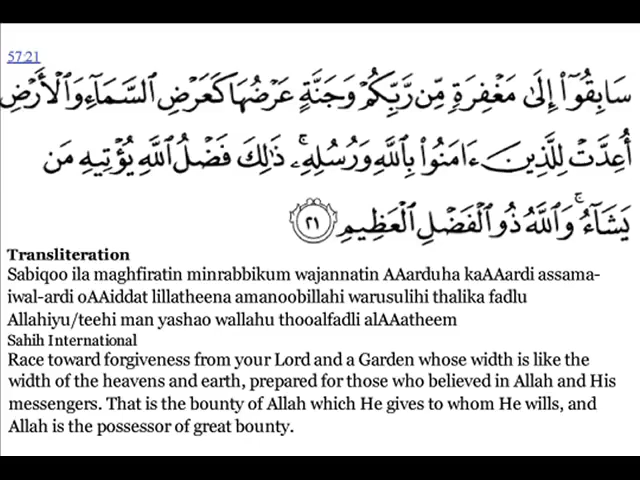 57:21
سَابِقُوٓا۟ إِلَىٰ مَغْفِرَةٍ مِّن رَّبِّكُمْ وَجَنَّةٍ عَرْضُهَا كَعَرْضِ ٱلسَّمَآءِ وَٱلْأَرْضِ
أُعِدَّتْ لِلَّذِينَ ءَامَنُوا۟ بِٱللَّهِ وَرُسُلِهِۦ ۚ ذَٰلِكَ فَضْلُ ٱللَّهِ يُؤْتِيهِ مَن
يَشَآءُ ۚ وَٱللَّهُ ذُو ٱلْفَضْلِ ٱلْعَظِيمِ ٢١
Transliteration
Sabiqoo ila maghfiratin minrabbikum wajannatin AAarduha kaAAardi assama-
iwal-ardi oAAiddat lillatheena amanoobillahi warusulihi thalika fadlu
Allahiyu/teehi man yashao wallahu thooalfadli alAAatheem
Sahih International
Race toward forgiveness from your Lord and a Garden whose width is like the
width of the heavens and earth, prepared for those who believed in Allah and His
messengers. That is the bounty of Allah which He gives to whom He wills, and
Allah is the possessor of great bounty.